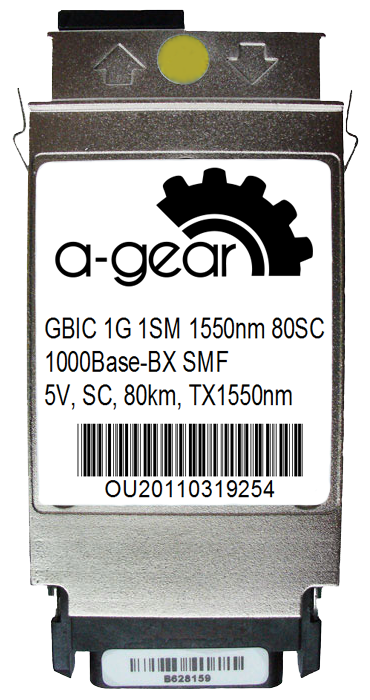 a-gear
GBIC 1G 1SM 1550nm 80SC
1000Base-BX SMF
5V, SC, 80km, TX1550nm
OU20110319254
B628159